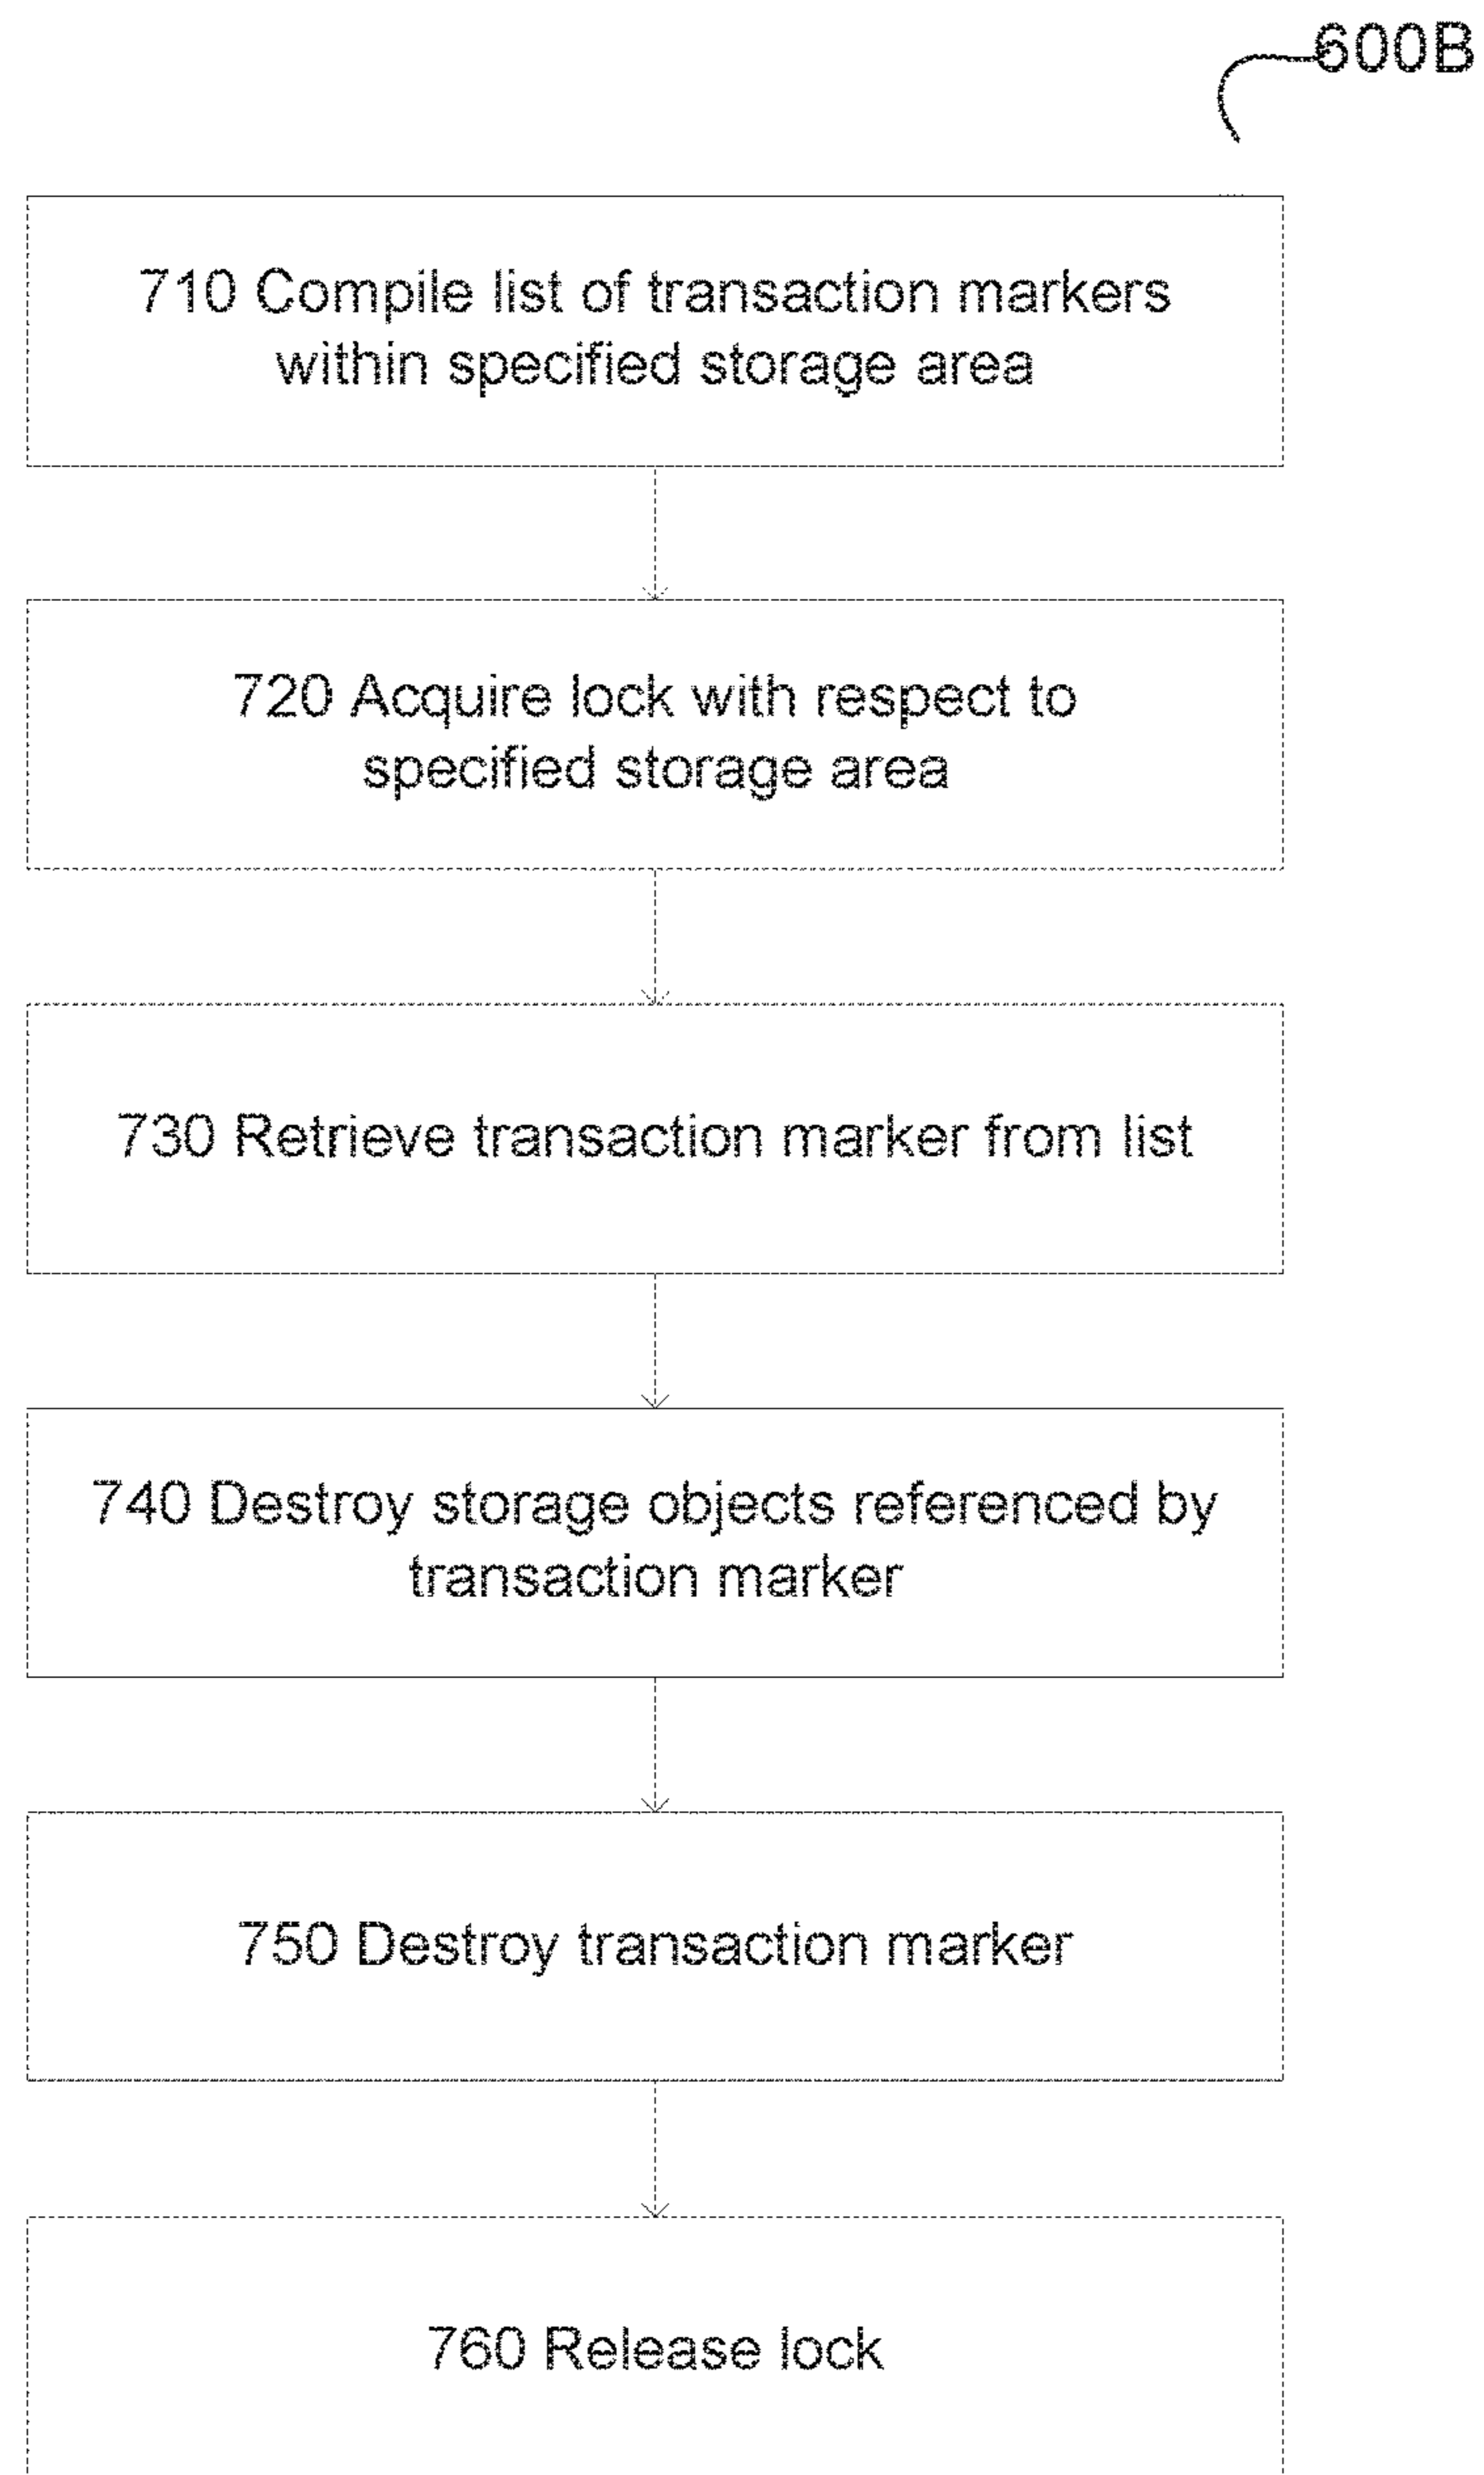 600B
710 Compile list of transaction markers
within specified storage area
720 Acquire lock with respect to
specified storage area
730 Retrieve transaction marker from list
740 Destroy storage objects referenced by
transaction marker
750 Destroy transaction marker
760 Release lock